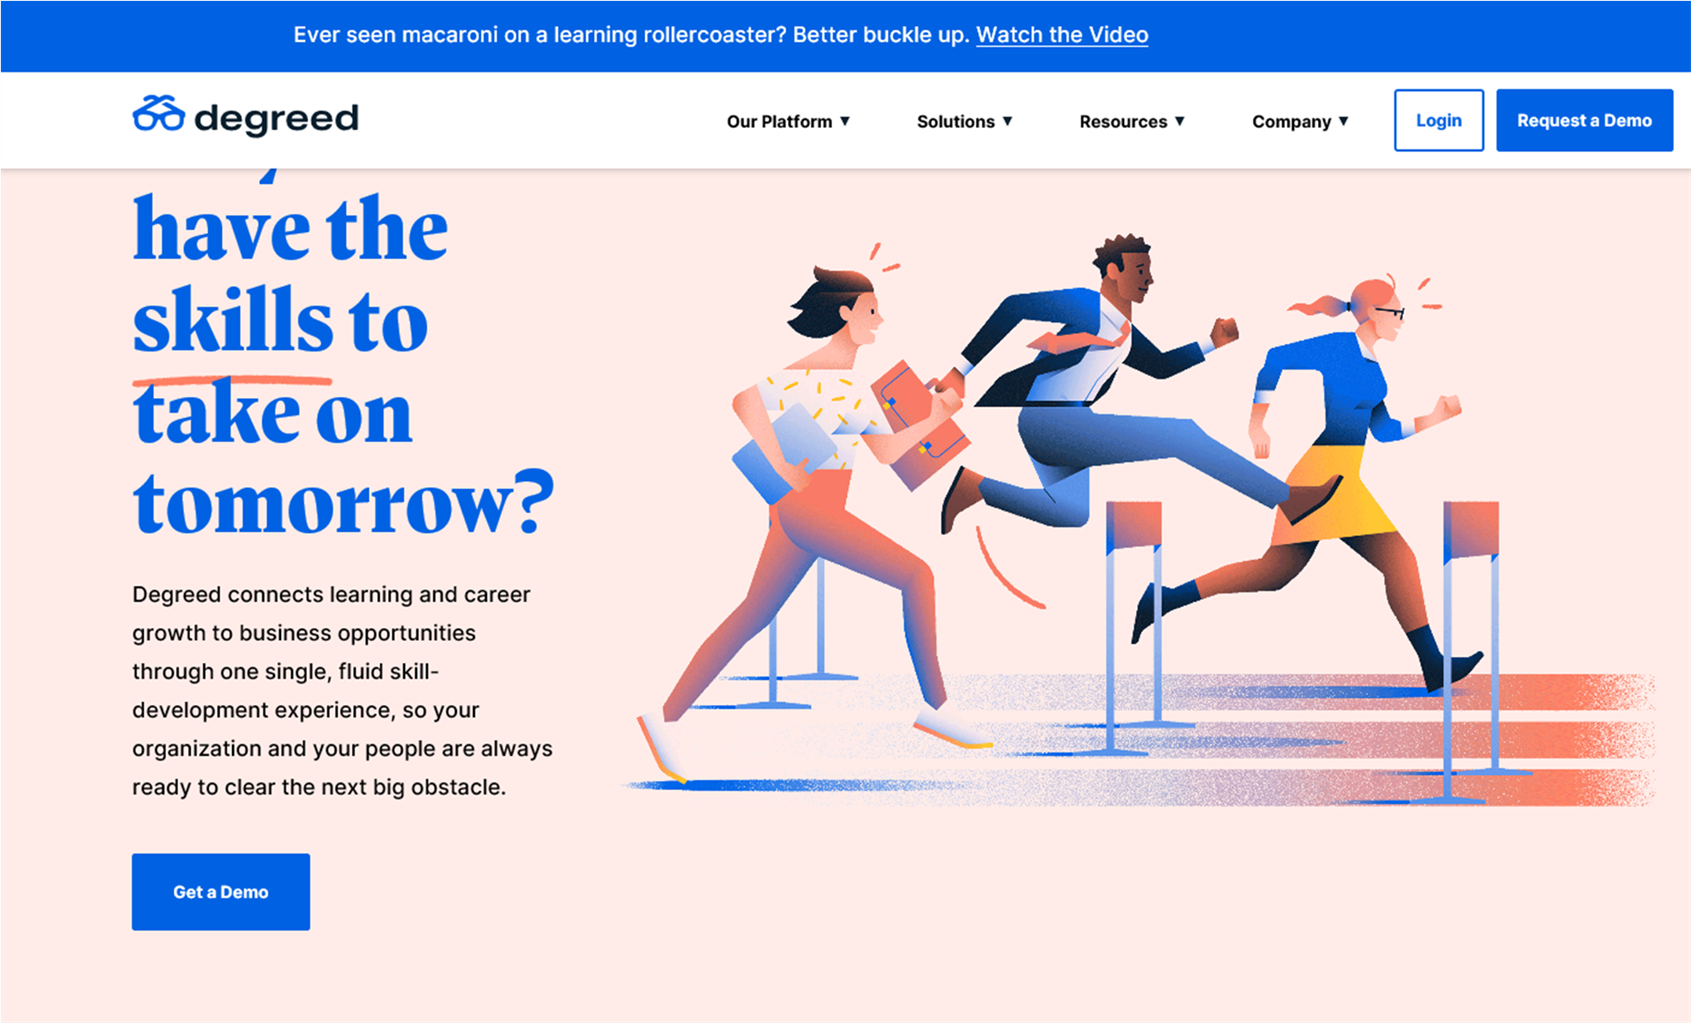 Ever seen macaroni on a learning rollercoaster? Better buckle up. Watch the Video
degreed
Our Platform ▼
Solutions ▼
Resources ▼
Company ▼
Login
Request a Demo
have the
skills to
take on
tomorrow?
Degreed connects learning and career
growth to business opportunities
through one single, fluid skill-
development experience, so your
organization and your people are always
ready to clear the next big obstacle.
Get a Demo